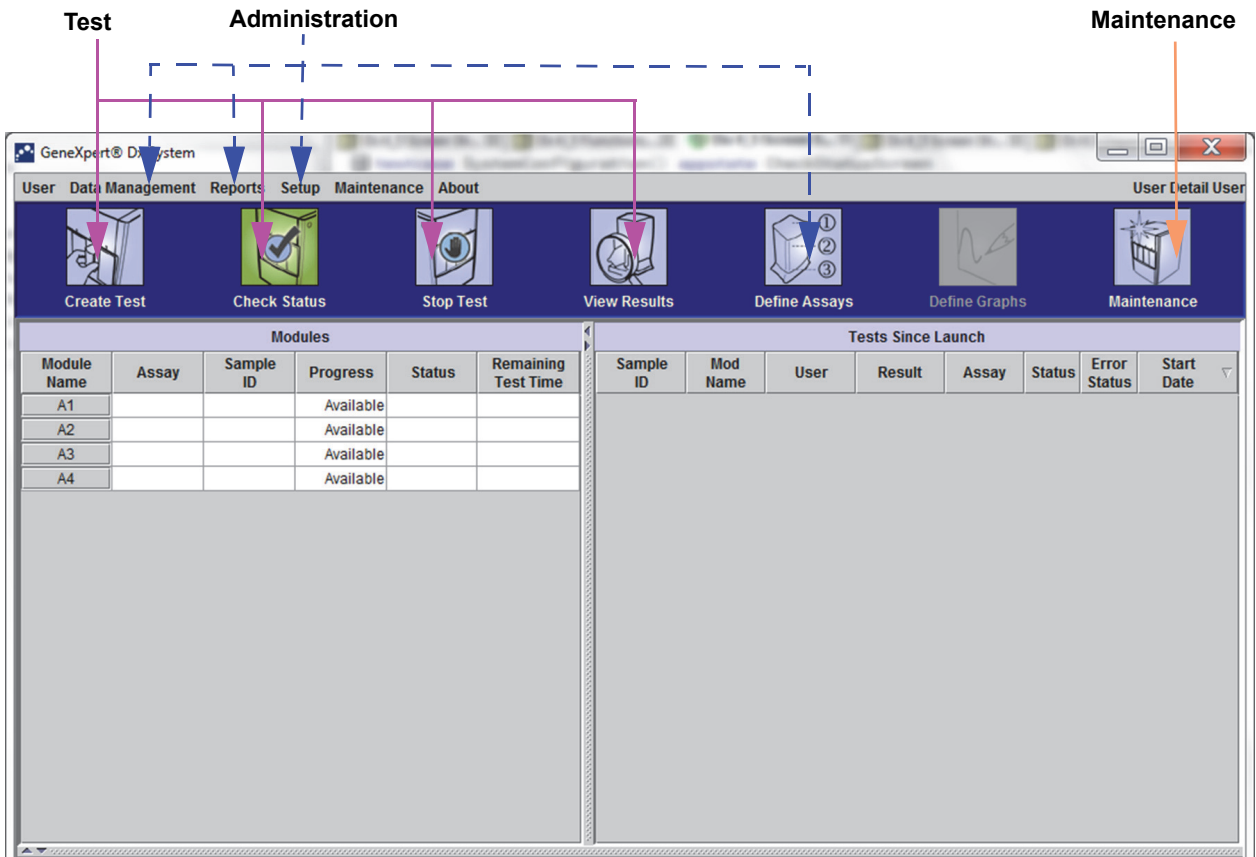 Test Administration Maintenance
GeneXpert® Dx System
User Data Management Reports Setup Maintenance About User Detail User
Create Test Check Status Stop Test View Results Define Assays Define Graphs Maintenance
① ② ③
Modules
Module Name Assay Sample ID Progress Status Remaining Test Time
A1 Available
A2 Available
A3 Available
A4 Available
Tests Since Launch
Sample ID Mod Name User Result Assay Status Error Status Start Date